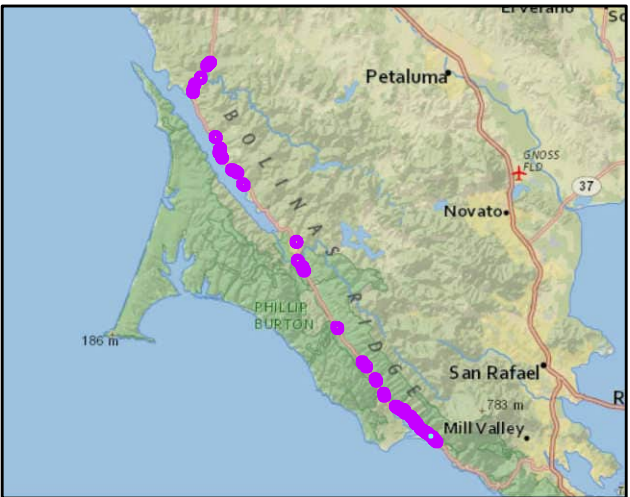 El Verano
Petaluma
BOLINAS
RIDGE
GNOSS
FLD
37
Novato
PHILLIP
BURTON
186 m
San Rafael
783 m
Mill Valley